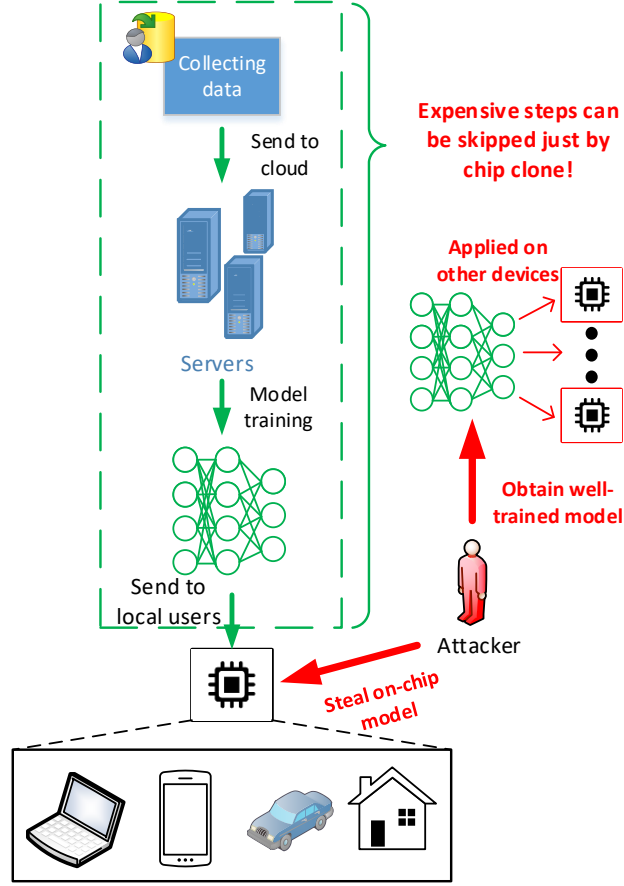 Collecting
data
Send to
cloud
Servers
Model
training
Send to
local users
Expensive steps can
be skipped just by
chip clone!
Applied on
other devices
Obtain well-
trained model
Attacker
Steal on-chip
model